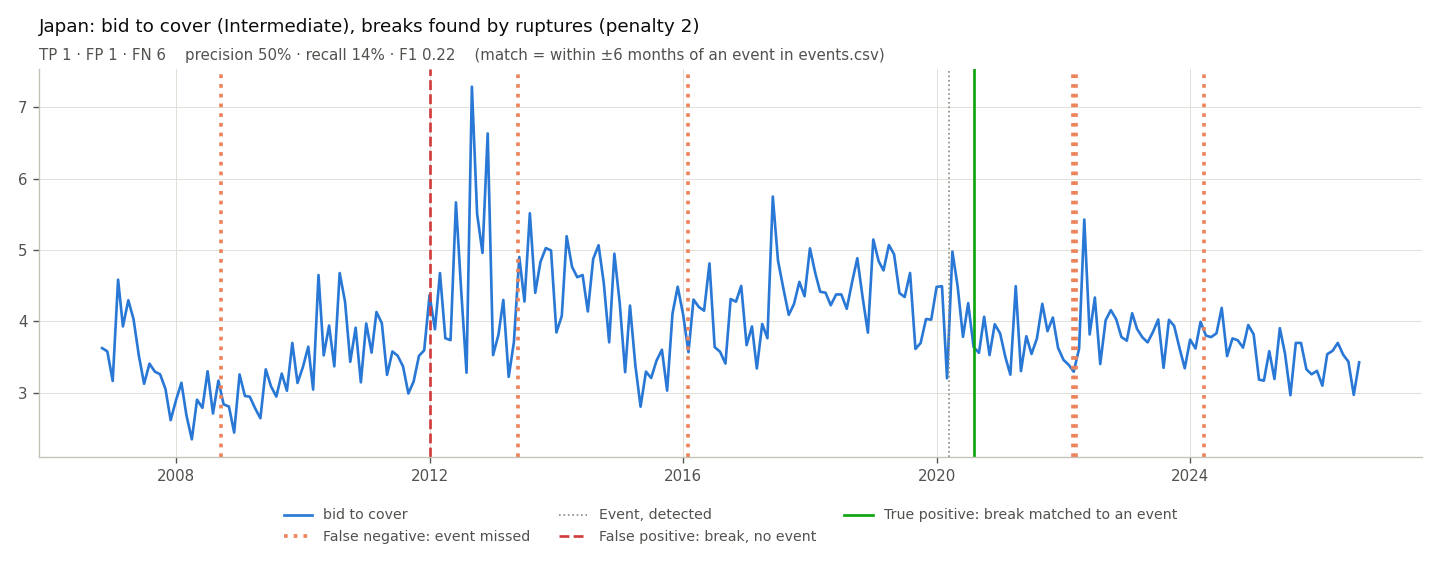 Japan: bid to cover (Intermediate), breaks found by ruptures (penalty 2)
TP 1 · FP 1 · FN 6    precision 50% · recall 14% · F1 0.22    (match = within ±6 months of an event in events.csv)
7
6
5
4
3
2008 2012 2016 2020 2024
bid to cover
False negative: event missed
Event, detected
False positive: break, no event
True positive: break matched to an event